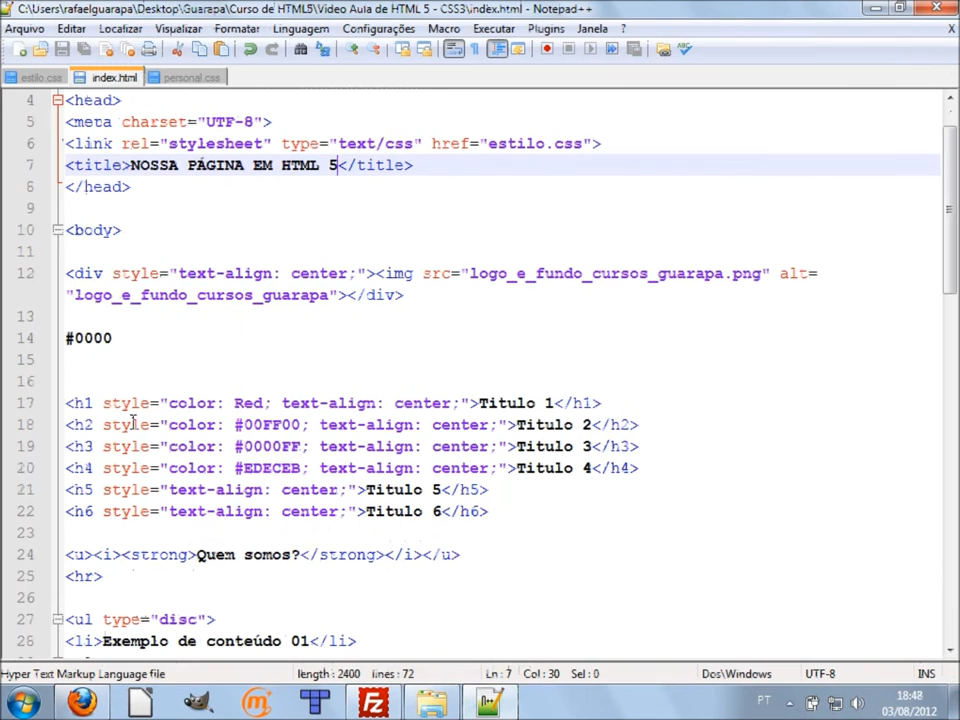 C:\Users\rafaelguarapa\Desktop\Guarapa\Curso de HTML5\Video Aula de HTML 5 - CSS3\index.html - Notepad++
Arquivo Editar Localizar Visualizar Formatar Linguagem Configurações Macro Executar Plugins Janela ? X
estilo.css index.html personal.css
4 <head>
5 <meta charset="UTF-8">
6 <link rel="stylesheet" type="text/css" href="estilo.css">
7 <title>NOSSA PÁGINA EM HTML 5</title>
8 </head>
9
10 <body>
11
12 <div style="text-align: center;"><img src="logo_e_fundo_cursos_guarapa.png" alt=
"logo_e_fundo_cursos_guarapa"></div>
13
14 #0000
15
16
17 <h1 style="color: Red; text-align: center;">Titulo 1</h1>
18 <h2 style="color: #00FF00; text-align: center;">Titulo 2</h2>
19 <h3 style="color: #0000FF; text-align: center;">Titulo 3</h3>
20 <h4 style="color: #EDECEB; text-align: center;">Titulo 4</h4>
21 <h5 style="text-align: center;">Titulo 5</h5>
22 <h6 style="text-align: center;">Titulo 6</h6>
23
24 <u><i><strong>Quem somos?</strong></i></u>
25 <hr>
26
27 <ul type="disc">
28 <li>Exemplo de conteúdo 01</li>
Hyper Text Markup Language file length : 2400 lines : 72 Ln : 7 Col : 30 Sel : 0 Dos\Windows UTF-8 INS
PT 18:48
03/08/2012